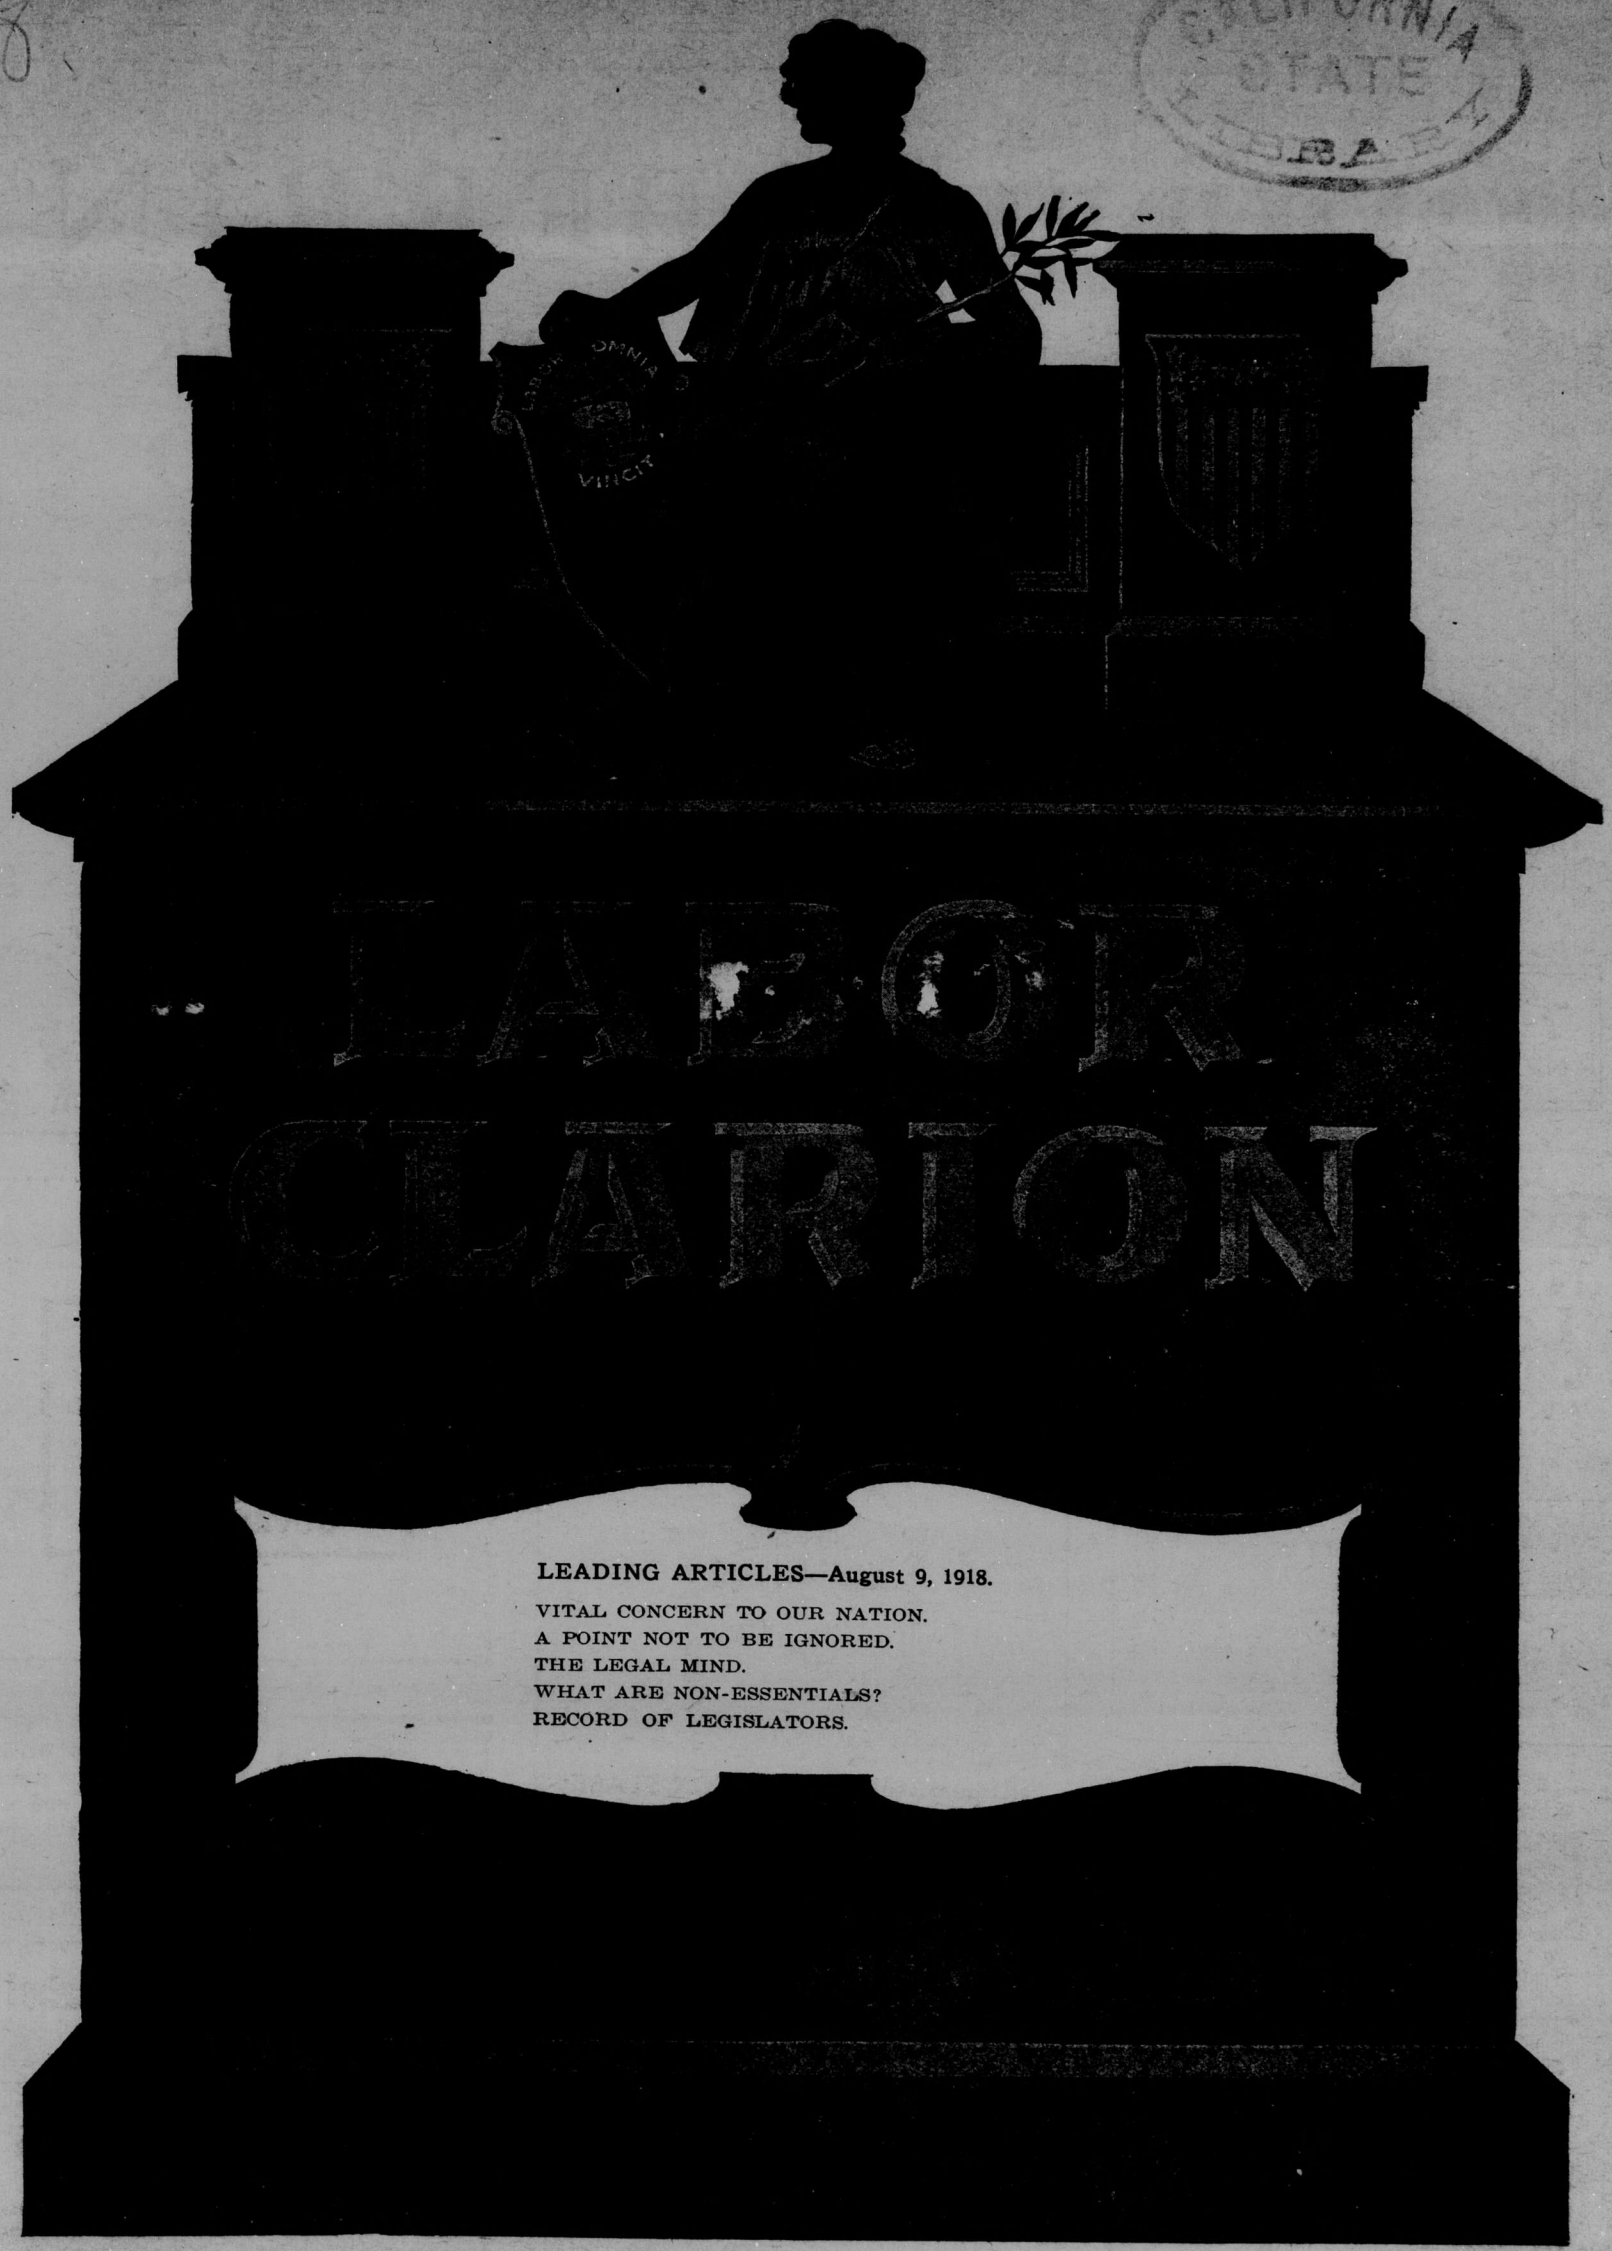 CALIFORNIA
STATE
LABOR OMNIA
VINCIT
LABOR
CLARION
LEADING ARTICLES—August 9, 1918.
VITAL CONCERN TO OUR NATION.
A POINT NOT TO BE IGNORED.
THE LEGAL MIND.
WHAT ARE NON-ESSENTIALS?
RECORD OF LEGISLATORS.